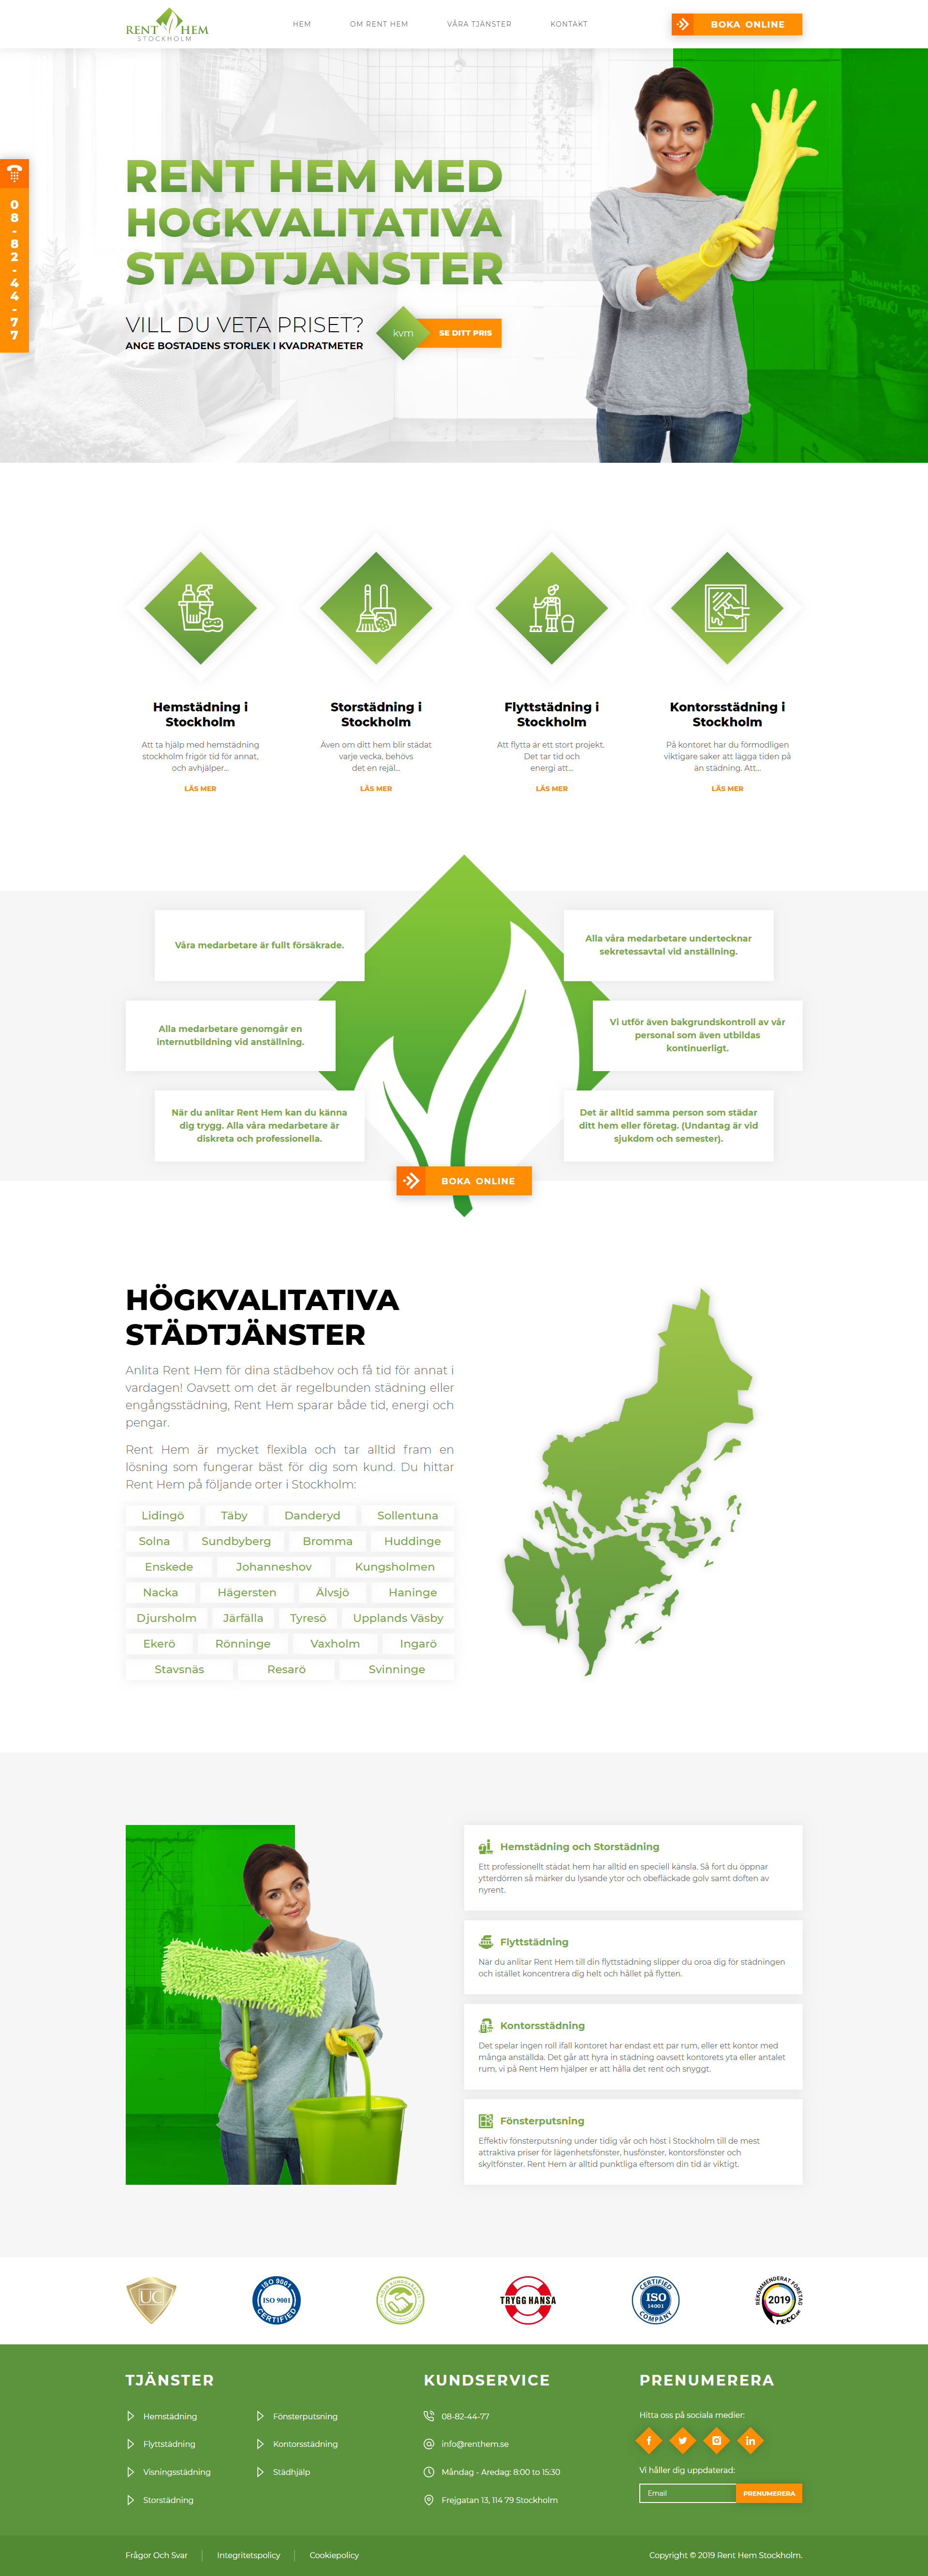 RENT HEM
STOCKHOLM
HEM
OM RENT HEM
VÅRA TJÄNSTER
KONTAKT
BOKA ONLINE
08-82-44-77
RENT HEM MED
HOGKVALITATIVA
STADTJANSTER
VILL DU VETA PRISET?
ANGE BOSTADENS STORLEK I KVADRATMETER
kvm
SE DITT PRIS
Hemstädning i
Stockholm
Att ta hjälp med hemstädning
stockholm frigör tid för annat,
och avhjälper...
LÄS MER
Storstädning i
Stockholm
Även om ditt hem blir städat
varje vecka, behövs
det en rejäl...
LÄS MER
Flyttstädning i
Stockholm
Att flytta är ett stort projekt.
Det tar tid och
energi att...
LÄS MER
Kontorsstädning i
Stockholm
På kontoret har du förmodligen
viktigare saker att lägga tiden på
än städning. Att...
LÄS MER
Våra medarbetare är fullt försäkrade.
Alla våra medarbetare undertecknar
sekretessavtal vid anställning.
Alla medarbetare genomgår en
internutbildning vid anställning.
Vi utför även bakgrundskontroll av vår
personal som även utbildas
kontinuerligt.
När du anlitar Rent Hem kan du känna
dig trygg. Alla våra medarbetare är
diskreta och professionella.
Det är alltid samma person som städar
ditt hem eller företag. (Undantag är vid
sjukdom och semester).
BOKA ONLINE
HÖGKVALITATIVA
STÄDTJÄNSTER
Anlita Rent Hem för dina städbehov och få tid för annat i
vardagen! Oavsett om det är regelbunden städning eller
engångsstädning, Rent Hem sparar både tid, energi och
pengar.
Rent Hem är mycket flexibla och tar alltid fram en
lösning som fungerar bäst för dig som kund. Du hittar
Rent Hem på följande orter i Stockholm:
Lidingö Täby Danderyd Sollentuna
Solna Sundbyberg Bromma Huddinge
Enskede Johanneshov Kungsholmen
Nacka Hägersten Älvsjö Haninge
Djursholm Järfälla Tyresö Upplands Väsby
Ekerö Rönninge Vaxholm Ingarö
Stavsnäs Resarö Svinninge
Hemstädning och Storstädning
Ett professionellt städat hem har alltid en speciell känsla. Så fort du öppnar
ytterdörren så märker du lysande ytor och obefläckade golv samt doften av
nyrent.
Flyttstädning
När du anlitar Rent Hem till din flyttstädning slipper du oroa dig för städningen
och istället koncentrera dig helt och hållet på flytten.
Kontorsstädning
Det spelar ingen roll ifall kontoret har endast ett par rum, eller ett kontor med
många anställda. Det går att hyra in städning oavsett kontorets yta eller antalet
rum, vi på Rent Hem hjälper er att hålla det rent och snyggt.
Fönsterputsning
Effektiv fönsterputsning under tidig vår och höst i Stockholm till de mest
attraktiva priser för lägenhetsfönster, husfönster, kontorsfönster och
skyltfönster. Rent Hem är alltid punktliga eftersom din tid är viktigt.
UC
ISO 9001
ISO 9001
CERTIFIED
TRYGG HANSA
CERTIFIED
ISO
14001
COMPANY
REKOMMENDERAT FÖRETAG
2019
reco.se
TJÄNSTER
Hemstädning
Flyttstädning
Visningsstädning
Storstädning
Fönsterputsning
Kontorsstädning
Städhjälp
KUNDSERVICE
08-82-44-77
info@renthem.se
Måndag - Aredag: 8:00 to 15:30
Frejgatan 13, 114 79 Stockholm
PRENUMERERA
Hitta oss på sociala medier:
Vi håller dig uppdaterad:
Email
PRENUMERERA
Frågor Och Svar
Integritetspolicy
Cookiepolicy
Copyright © 2019 Rent Hem Stockholm.